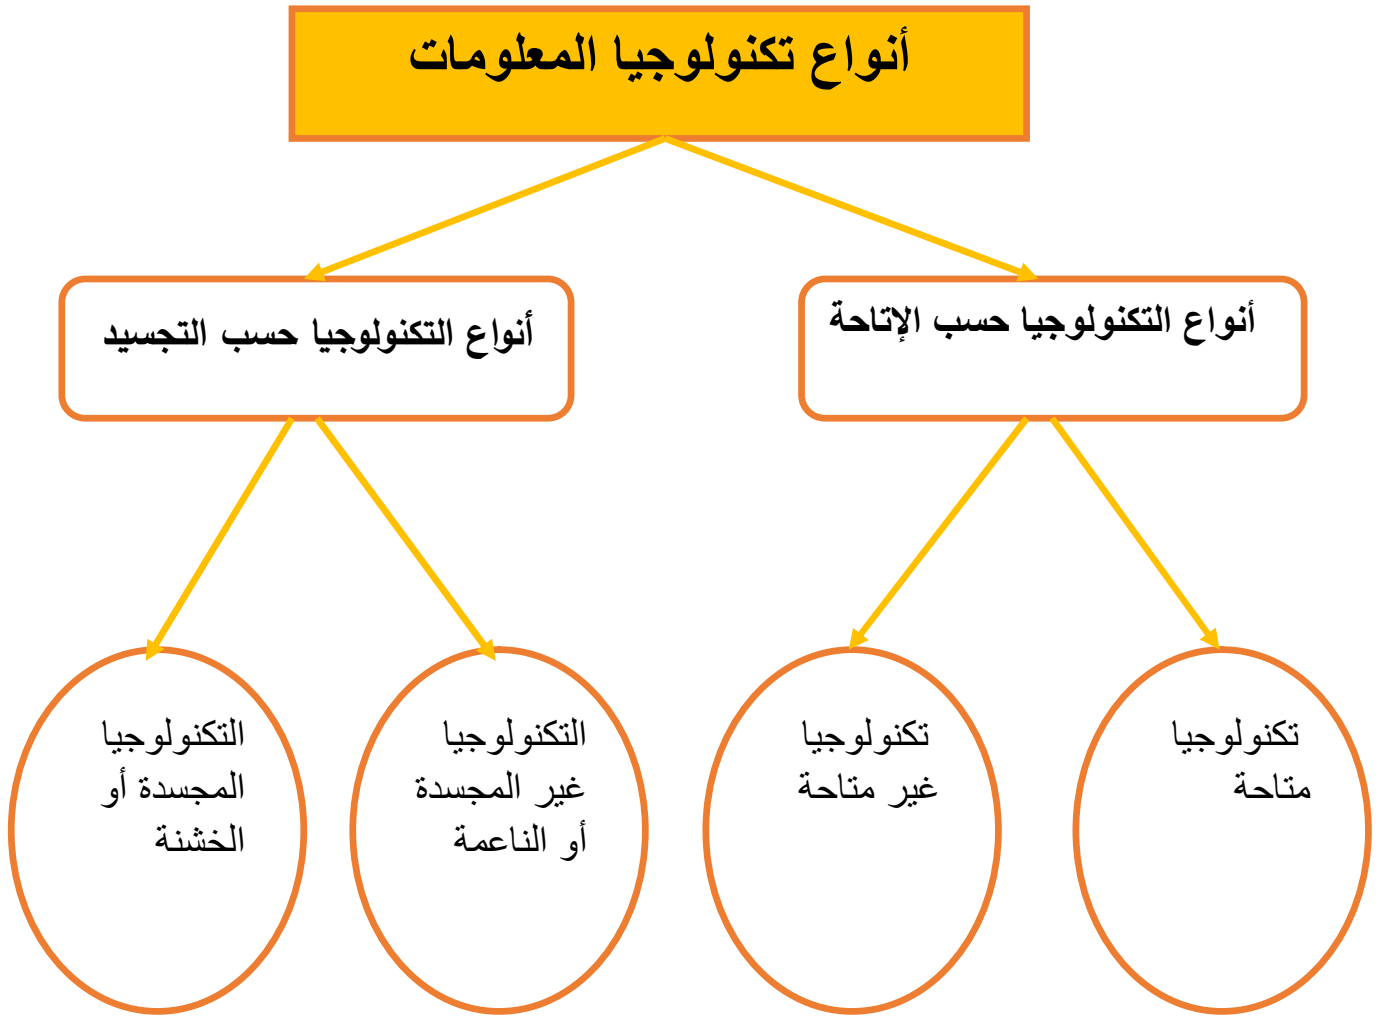 أنواع تكنولوجيا المعلومات
أنواع التكنولوجيا حسب الإتاحة
أنواع التكنولوجيا حسب التجسيد
تكنولوجيا
متاحة
تكنولوجيا
غير متاحة
التكنولوجيا
غير المجسدة
أو الناعمة
التكنولوجيا
المجسدة أو
الخشنة